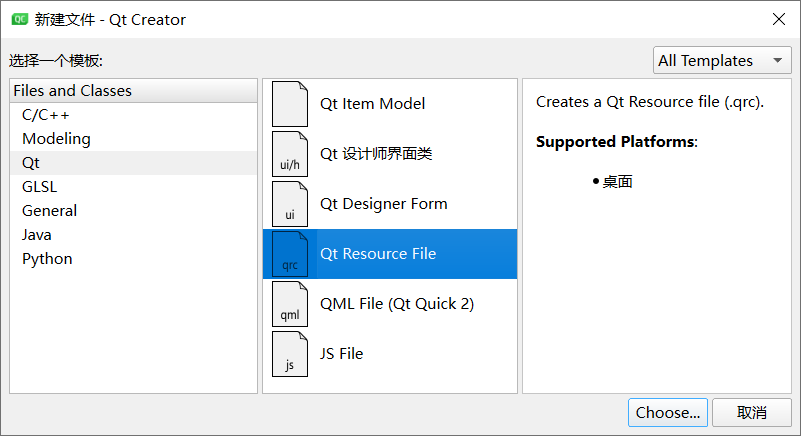 QC 新建文件 - Qt Creator
选择一个模板:
All Templates
Files and Classes
C/C++
Modeling
Qt
GLSL
General
Java
Python
Qt Item Model
ui/h
Qt 设计师界面类
ui
Qt Designer Form
qrc
Qt Resource File
qml
QML File (Qt Quick 2)
js
JS File
Creates a Qt Resource file (.qrc).
Supported Platforms:
• 桌面
Choose...
取消